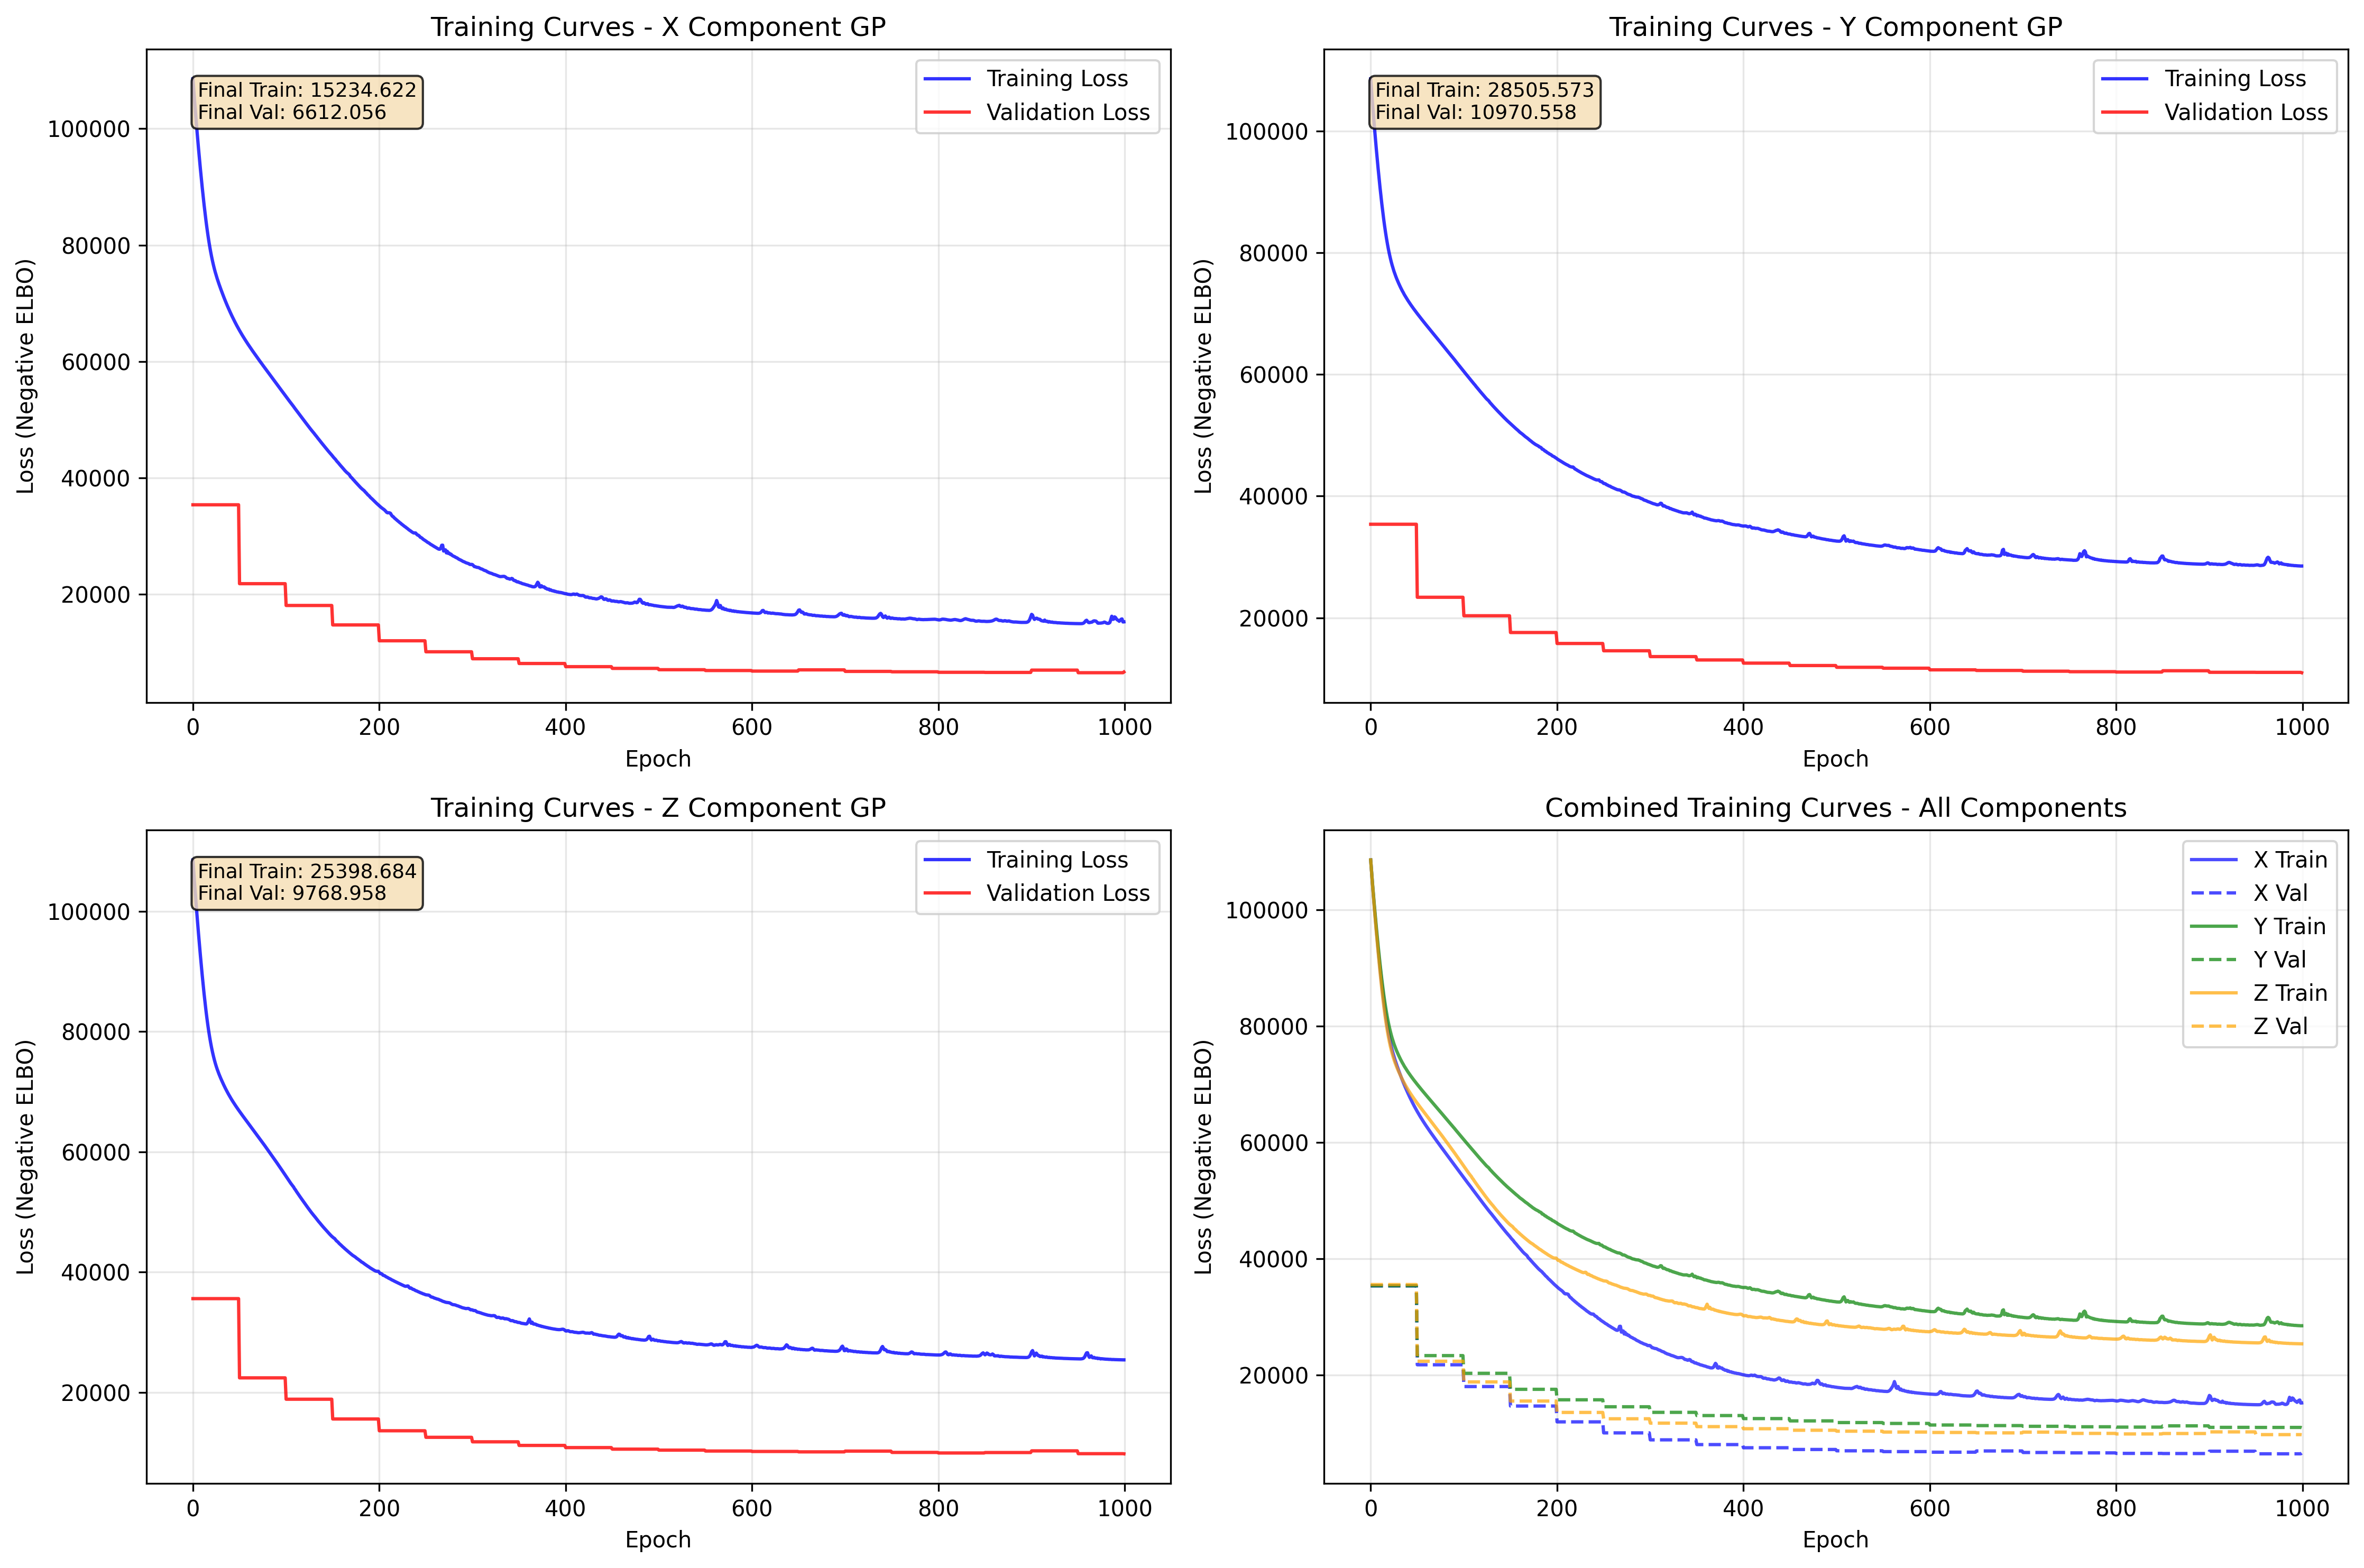 Training Curves - X Component GP
Final Train: 15234.622
Final Val: 6612.056
Training Loss
Validation Loss
Loss (Negative ELBO)
100000
80000
60000
40000
20000
0
200
400
600
800
1000
Epoch
Training Curves - Y Component GP
Final Train: 28505.573
Final Val: 10970.558
Training Loss
Validation Loss
Loss (Negative ELBO)
100000
80000
60000
40000
20000
0
200
400
600
800
1000
Epoch
Training Curves - Z Component GP
Final Train: 25398.684
Final Val: 9768.958
Training Loss
Validation Loss
Loss (Negative ELBO)
100000
80000
60000
40000
20000
0
200
400
600
800
1000
Epoch
Combined Training Curves - All Components
X Train
X Val
Y Train
Y Val
Z Train
Z Val
Loss (Negative ELBO)
100000
80000
60000
40000
20000
0
200
400
600
800
1000
Epoch